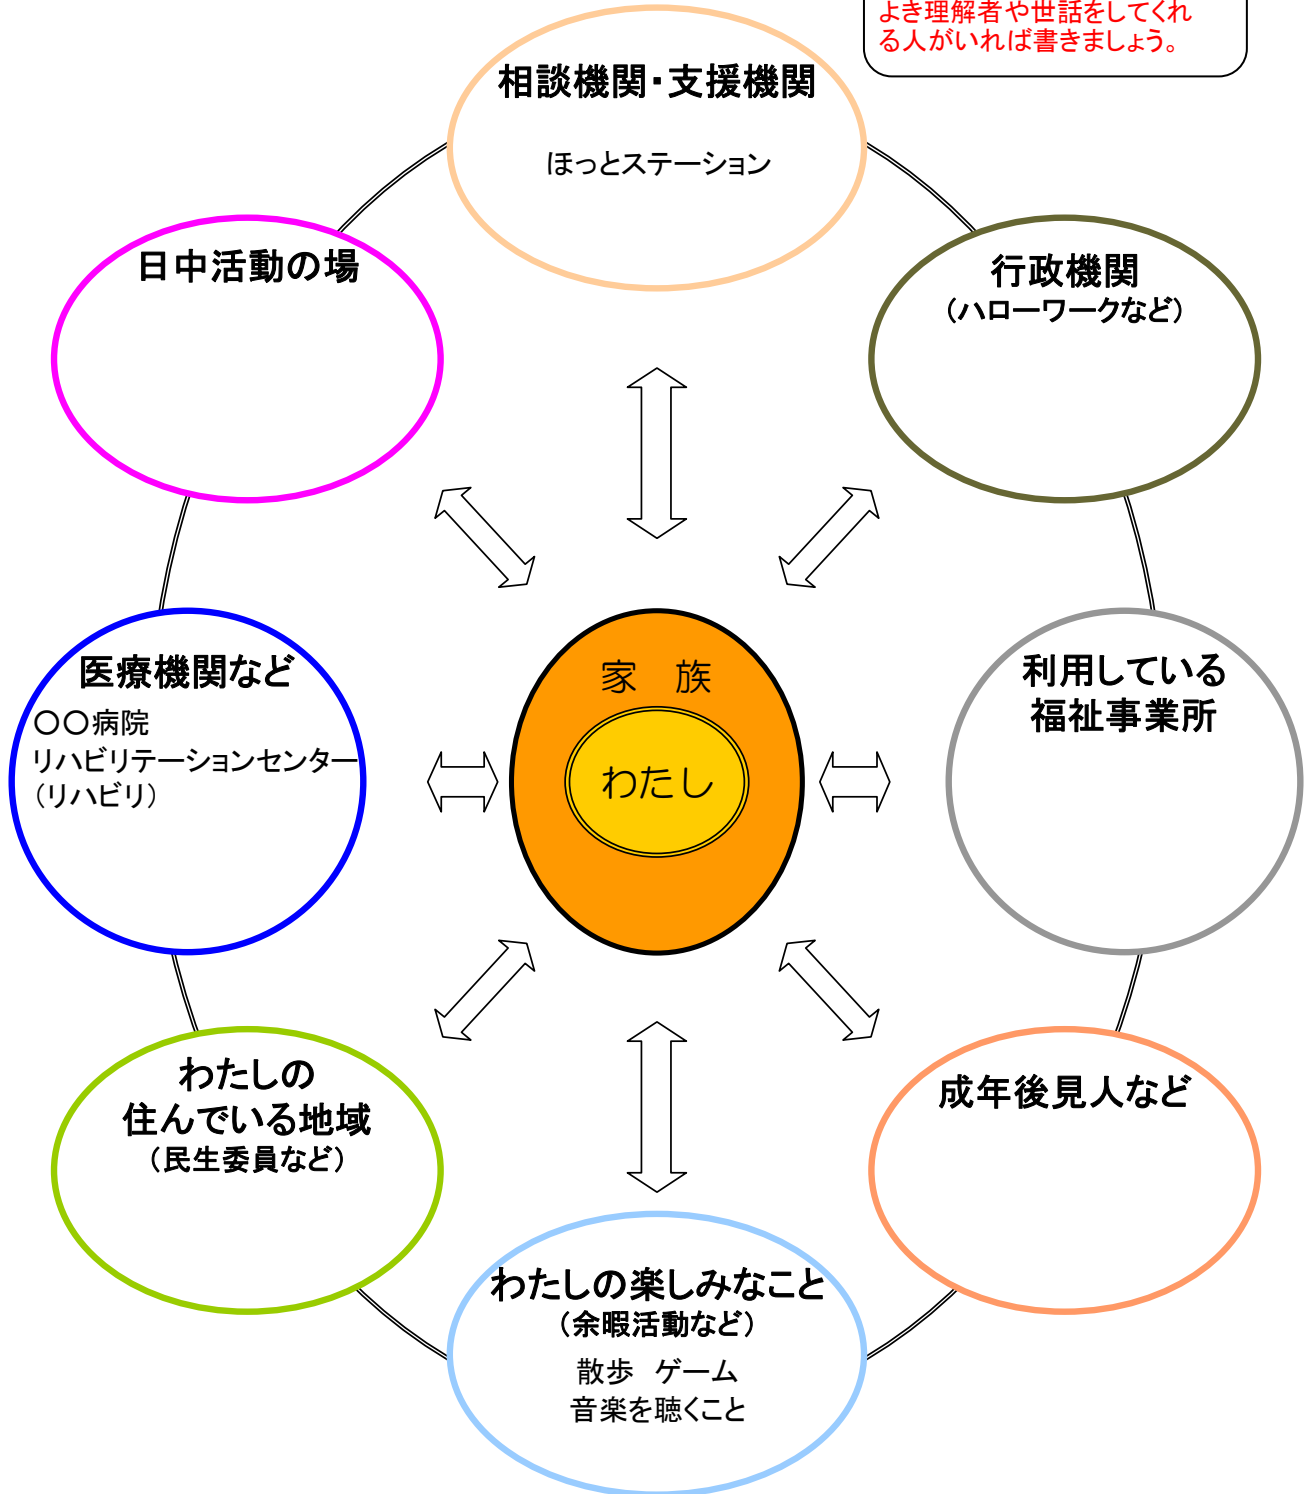 よき理解者や世話をしてくれ
る人がいれば書きましょう。
相談機関・支援機関
ほっとステーション
日中活動の場
行政機関
（ハローワークなど）
医療機関など
〇〇病院
リハビリテーションセンター
（リハビリ）
家　族
わたし
利用している
福祉事業所
わたしの
住んでいる地域
（民生委員など）
成年後見人など
わたしの楽しみなこと
（余暇活動など）
散歩　ゲーム
音楽を聴くこと